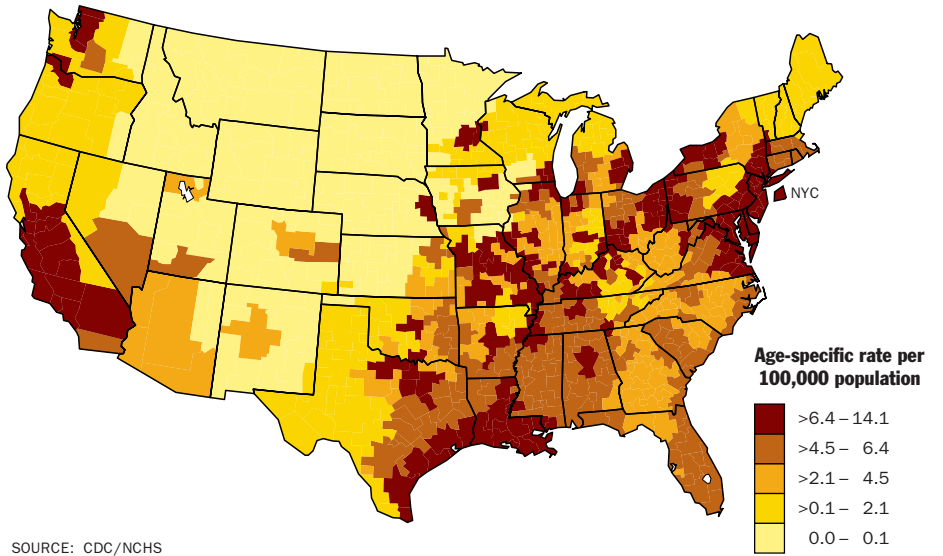 NYC
Age-specific rate per
100,000 population
>6.4 – 14.1
>4.5 – 6.4
>2.1 – 4.5
>0.1 – 2.1
0.0 – 0.1
SOURCE: CDC/NCHS